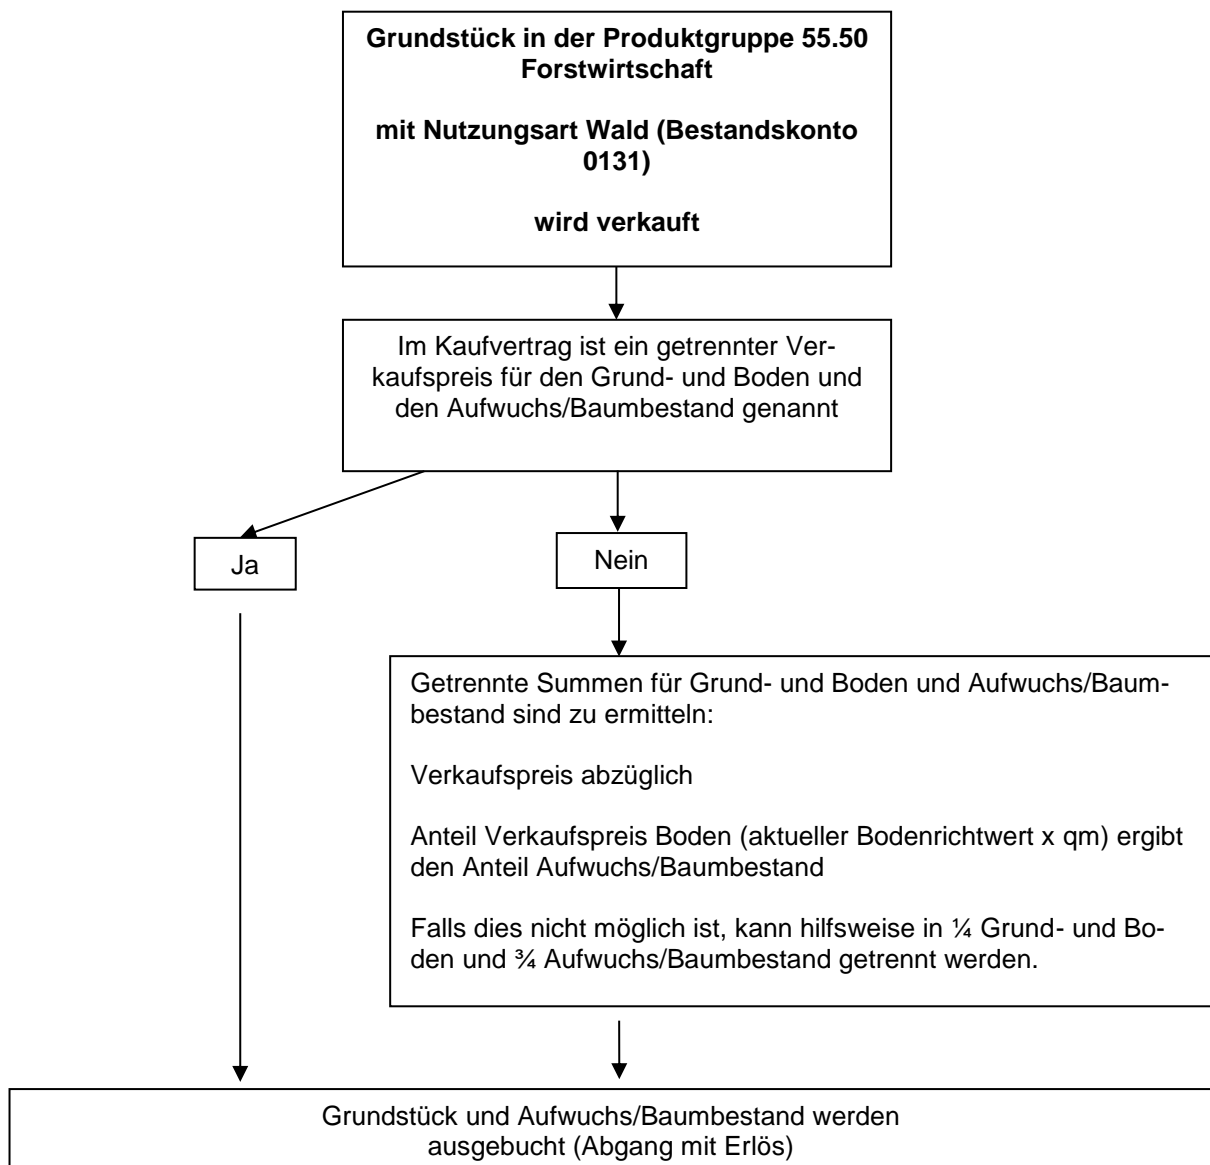 Grundstück in der Produktgruppe 55.50
Forstwirtschaft
mit Nutzungsart Wald (Bestandskonto
0131)
wird verkauft
Im Kaufvertrag ist ein getrennter Ver-
kaufspreis für den Grund- und Boden und
den Aufwuchs/Baumbestand genannt
Ja
Nein
Getrennte Summen für Grund- und Boden und Aufwuchs/Baum-
bestand sind zu ermitteln:
Verkaufspreis abzüglich
Anteil Verkaufspreis Boden (aktueller Bodenrichtwert x qm) ergibt
den Anteil Aufwuchs/Baumbestand
Falls dies nicht möglich ist, kann hilfsweise in ¼ Grund- und Bo-
den und ¾ Aufwuchs/Baumbestand getrennt werden.
Grundstück und Aufwuchs/Baumbestand werden
ausgebucht (Abgang mit Erlös)